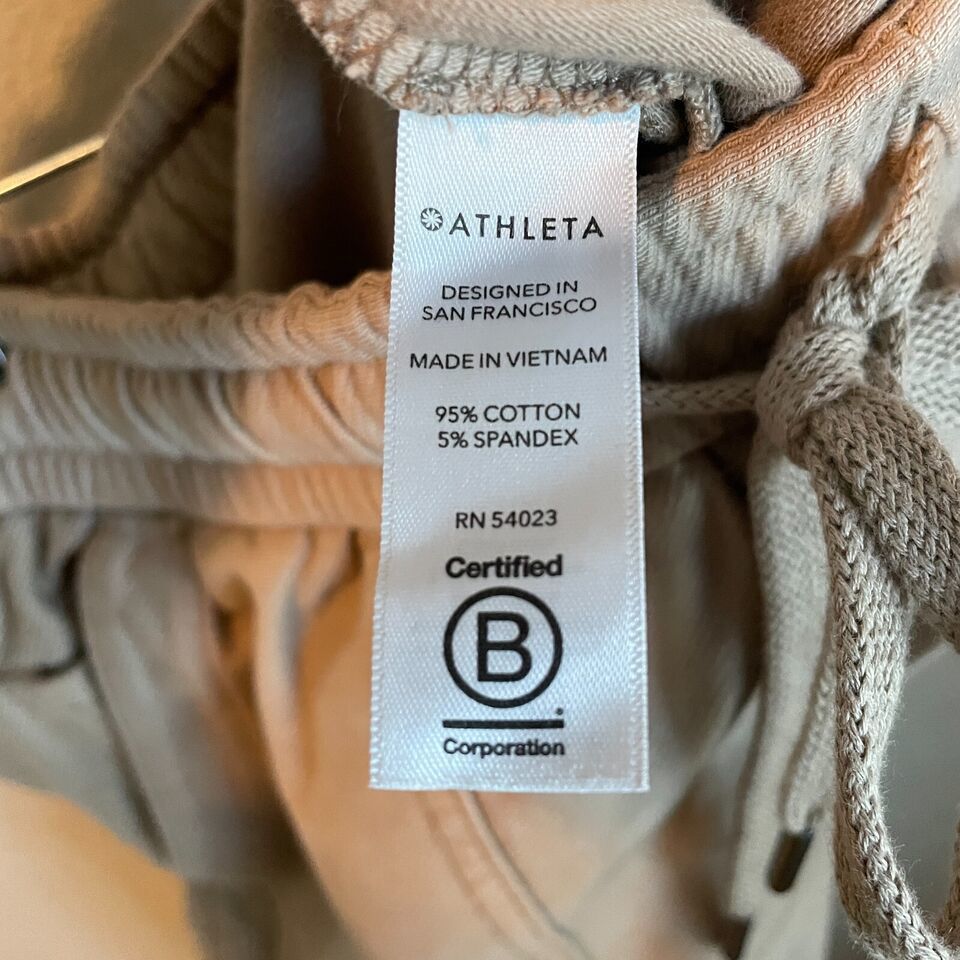 ATHLETA
DESIGNED IN
SAN FRANCISCO
MADE IN VIETNAM
95% COTTON
5% SPANDEX
RN 54023
Certified
B
Corporation